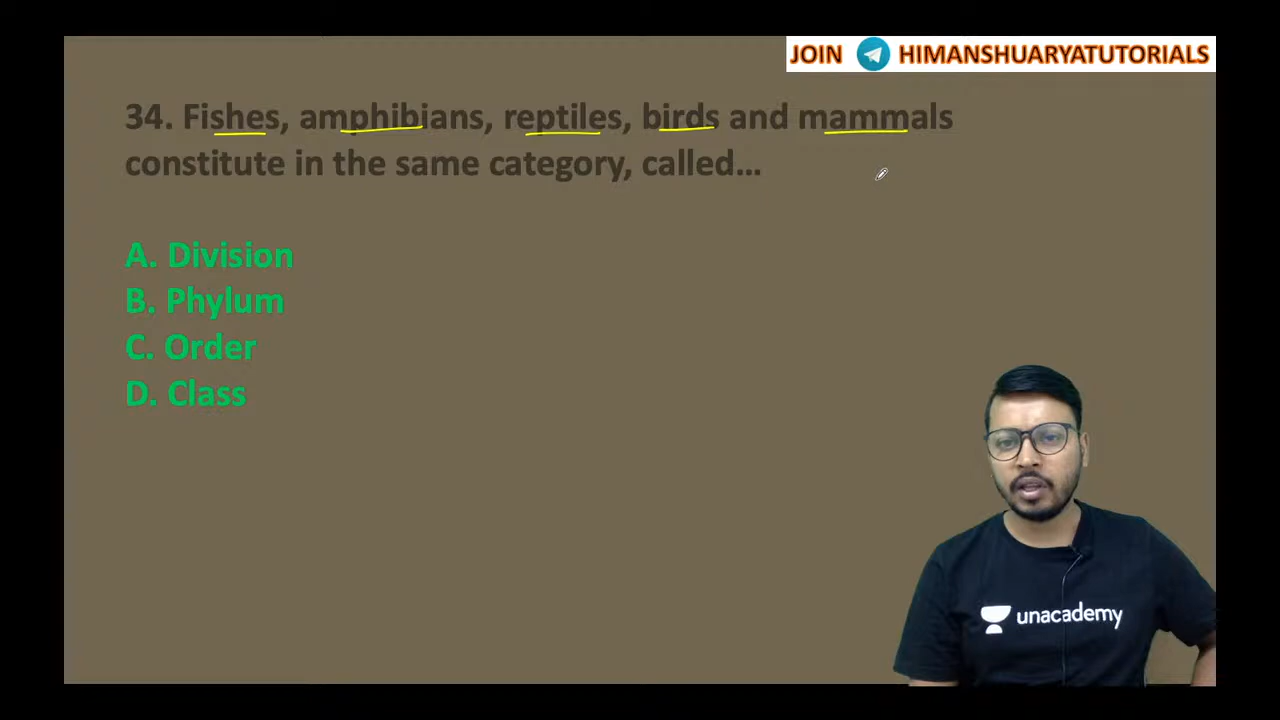 JOIN HIMANSHUARYATUTORIALS
34. Fishes, amphibians, reptiles, birds and mammals
constitute in the same category, called...
A. Division
B. Phylum
C. Order
D. Class
unacademy